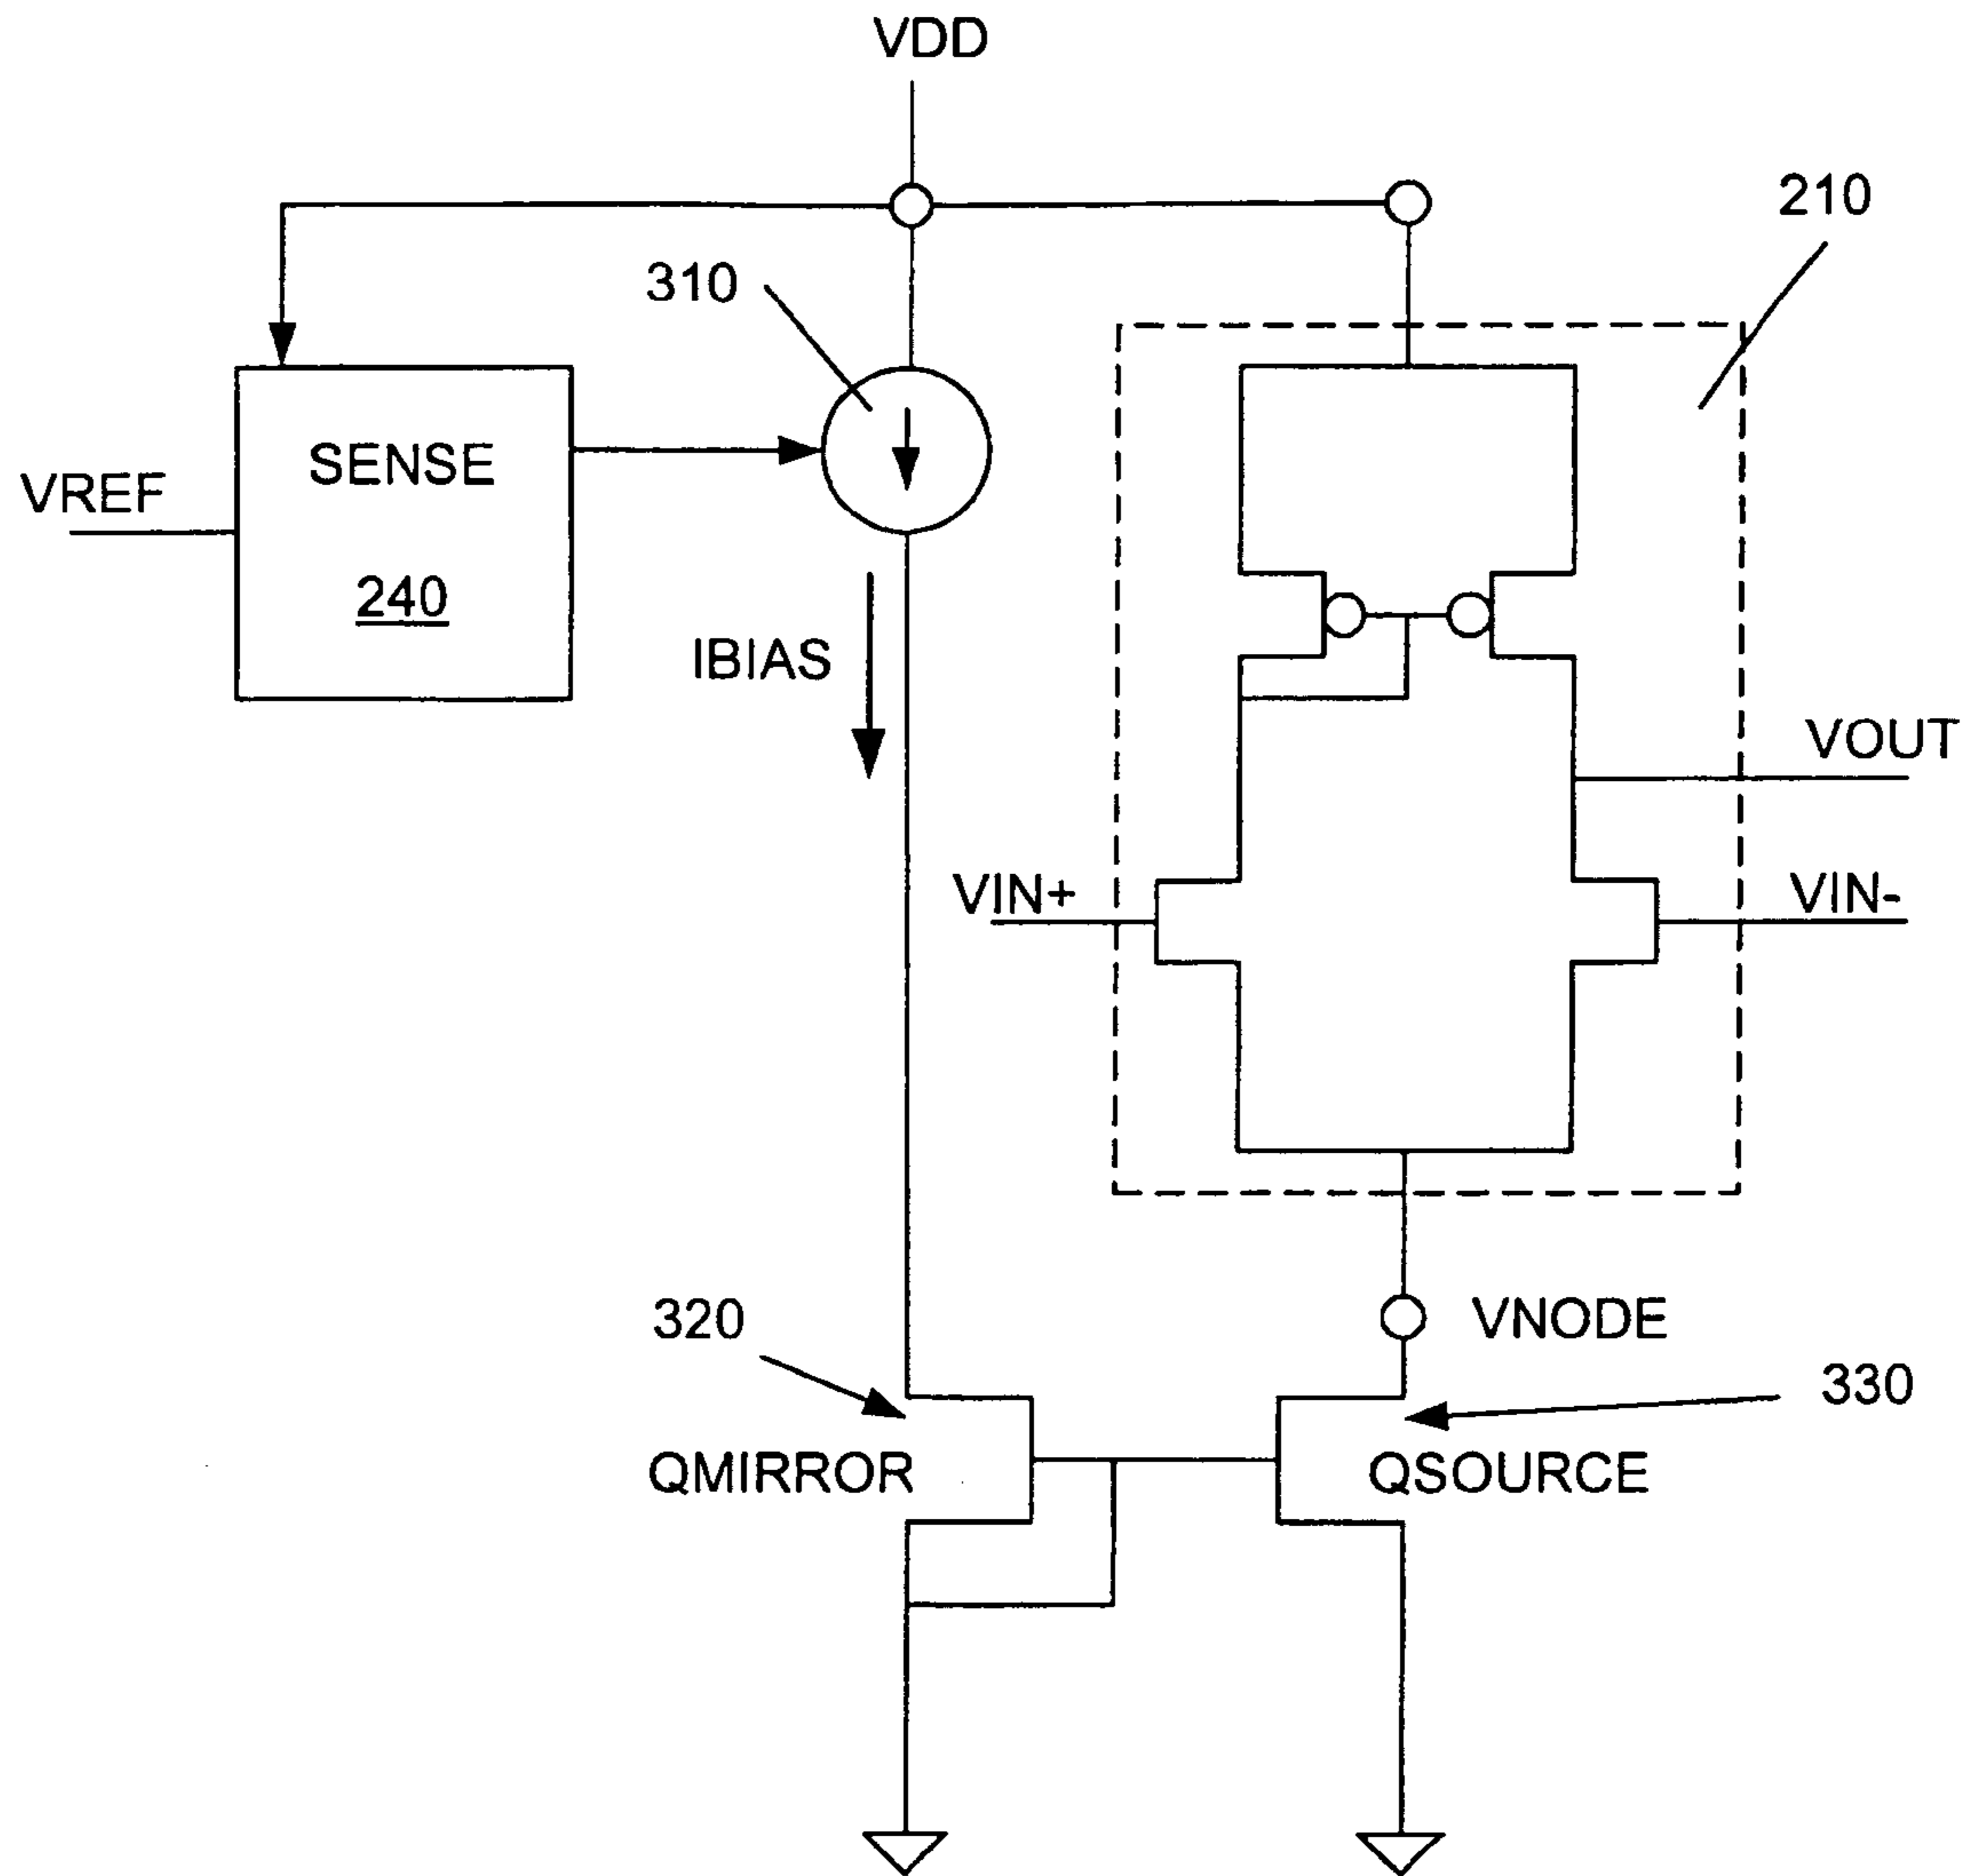 VDD
210
310
SENSE
VREF
240
IBIAS
VOUT
VIN+
VIN-
320
VNODE
330
QMIRROR
QSOURCE